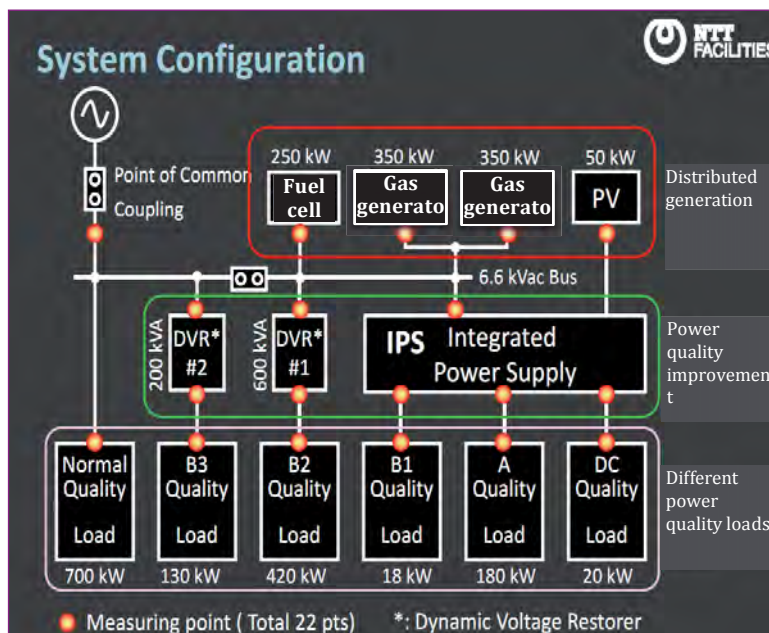 System Configuration
NTT
FACILITIES
Point of Common
Coupling
250 kW
350 kW
350 kW
50 kW
Fuel
cell
Gas
generato
Gas
generato
PV
Distributed
generation
6.6 kVac Bus
200 kVA
DVR*
#2
600 kVA
DVR*
#1
IPS Integrated
Power Supply
Power
quality
improvemen
t
Normal
Quality
Load
B3
Quality
Load
B2
Quality
Load
B1
Quality
Load
A
Quality
Load
DC
Quality
Load
Different
power
quality loads
700 kW
130 kW
420 kW
18 kW
180 kW
20 kW
Measuring point ( Total 22 pts)
*: Dynamic Voltage Restorer